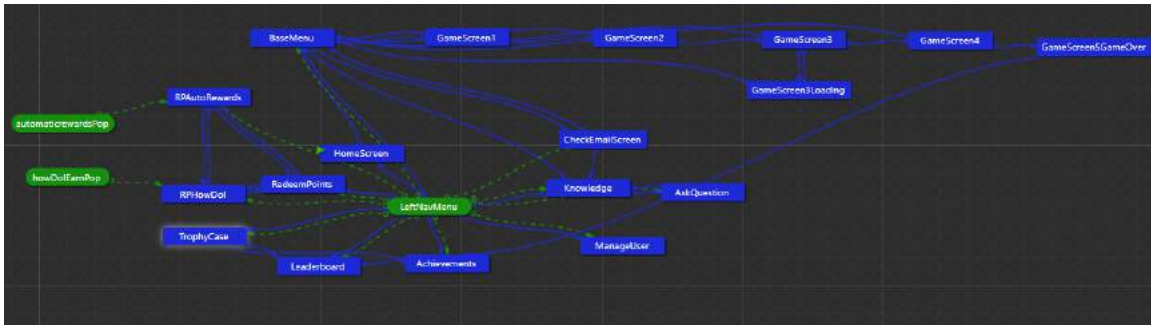 BaseMenu
GameScreen1
GameScreen2
GameScreen3
GameScreen4
GameScreen5GameOver
GameScreen3Loading
RPAutoRewards
automaticrewardsPop
CheckEmailScreen
HomeScreen
howDoIEarnPop
RedeemPoints
RPHowDoI
Knowledge
AskQuestion
LeftNavMenu
TrophyCase
ManageUser
Leaderboard
Achievements